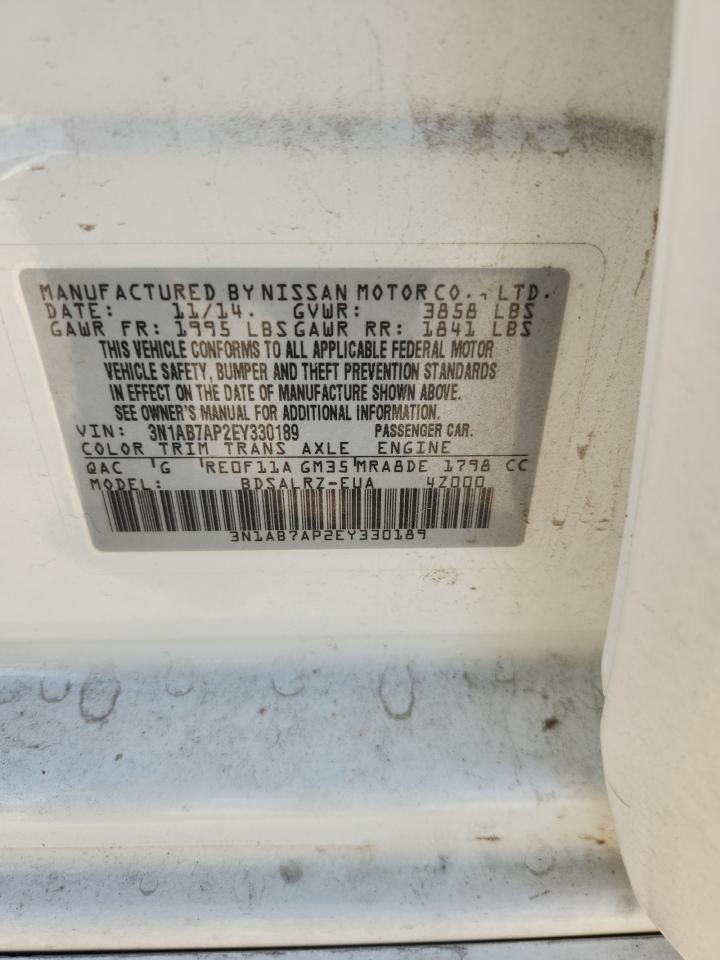 MANUFACTURED BY NISSAN MOTOR CO., LTD.
DATE: 11/14. GVWR: 3858 LBS
GAWR FR: 1995 LBS GAWR RR: 1841 LBS
THIS VEHICLE CONFORMS TO ALL APPLICABLE FEDERAL MOTOR
VEHICLE SAFETY, BUMPER AND THEFT PREVENTION STANDARDS
IN EFFECT ON THE DATE OF MANUFACTURE SHOWN ABOVE.
SEE OWNER'S MANUAL FOR ADDITIONAL INFORMATION.
VIN: 3N1AB7AP2EY330189 PASSENGER CAR.
COLOR TRIM TRANS AXLE ENGINE
QAC G RE0F11A GM35 MRA8DE 1798 CC
MODEL: BDSALRZ-EUA 4Z000
3N1AB7AP2EY330189